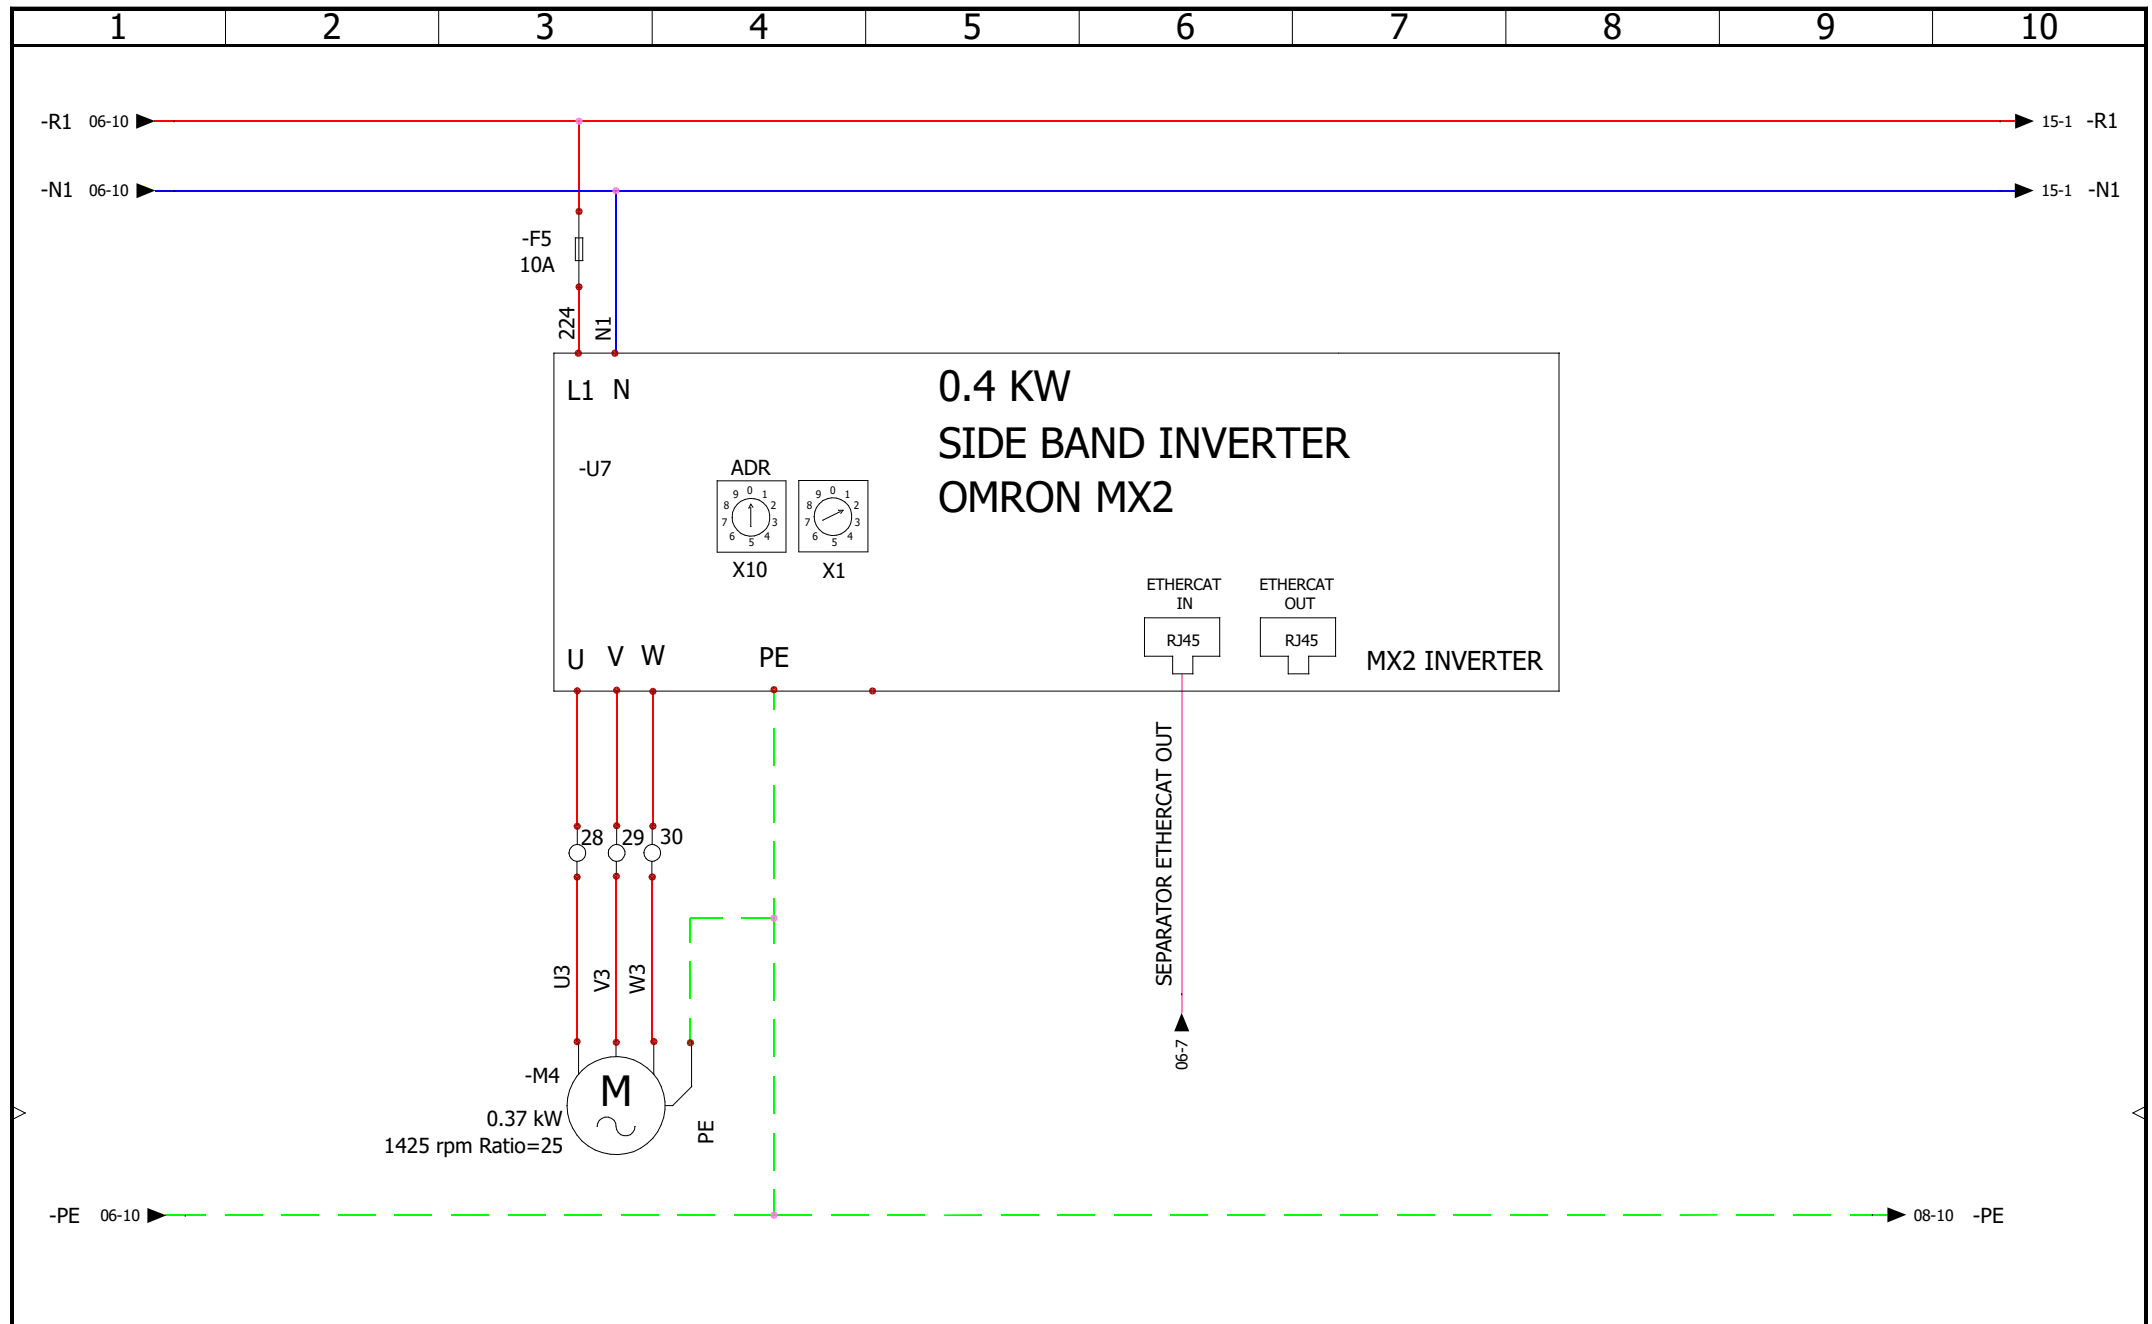 1 2 3 4 5 6 7 8 9 10
-R1 06-10 15-1 -R1
-N1 06-10 15-1 -N1
-F5
10A
224 N1
L1 N
0.4 KW
SIDE BAND INVERTER
OMRON MX2
-U7
ADR
9 0 1
8 2
7 3
6 5 4
9 0 1
8 2
7 3
6 5 4
X10 X1
ETHERCAT
IN
ETHERCAT
OUT
RJ45 RJ45
U V W PE
MX2 INVERTER
SEPARATOR ETHERCAT OUT
28 29 30
U3 V3 W3
06-7
-M4
M
0.37 kW
1425 rpm Ratio=25
PE
-PE 06-10 08-10 -PE